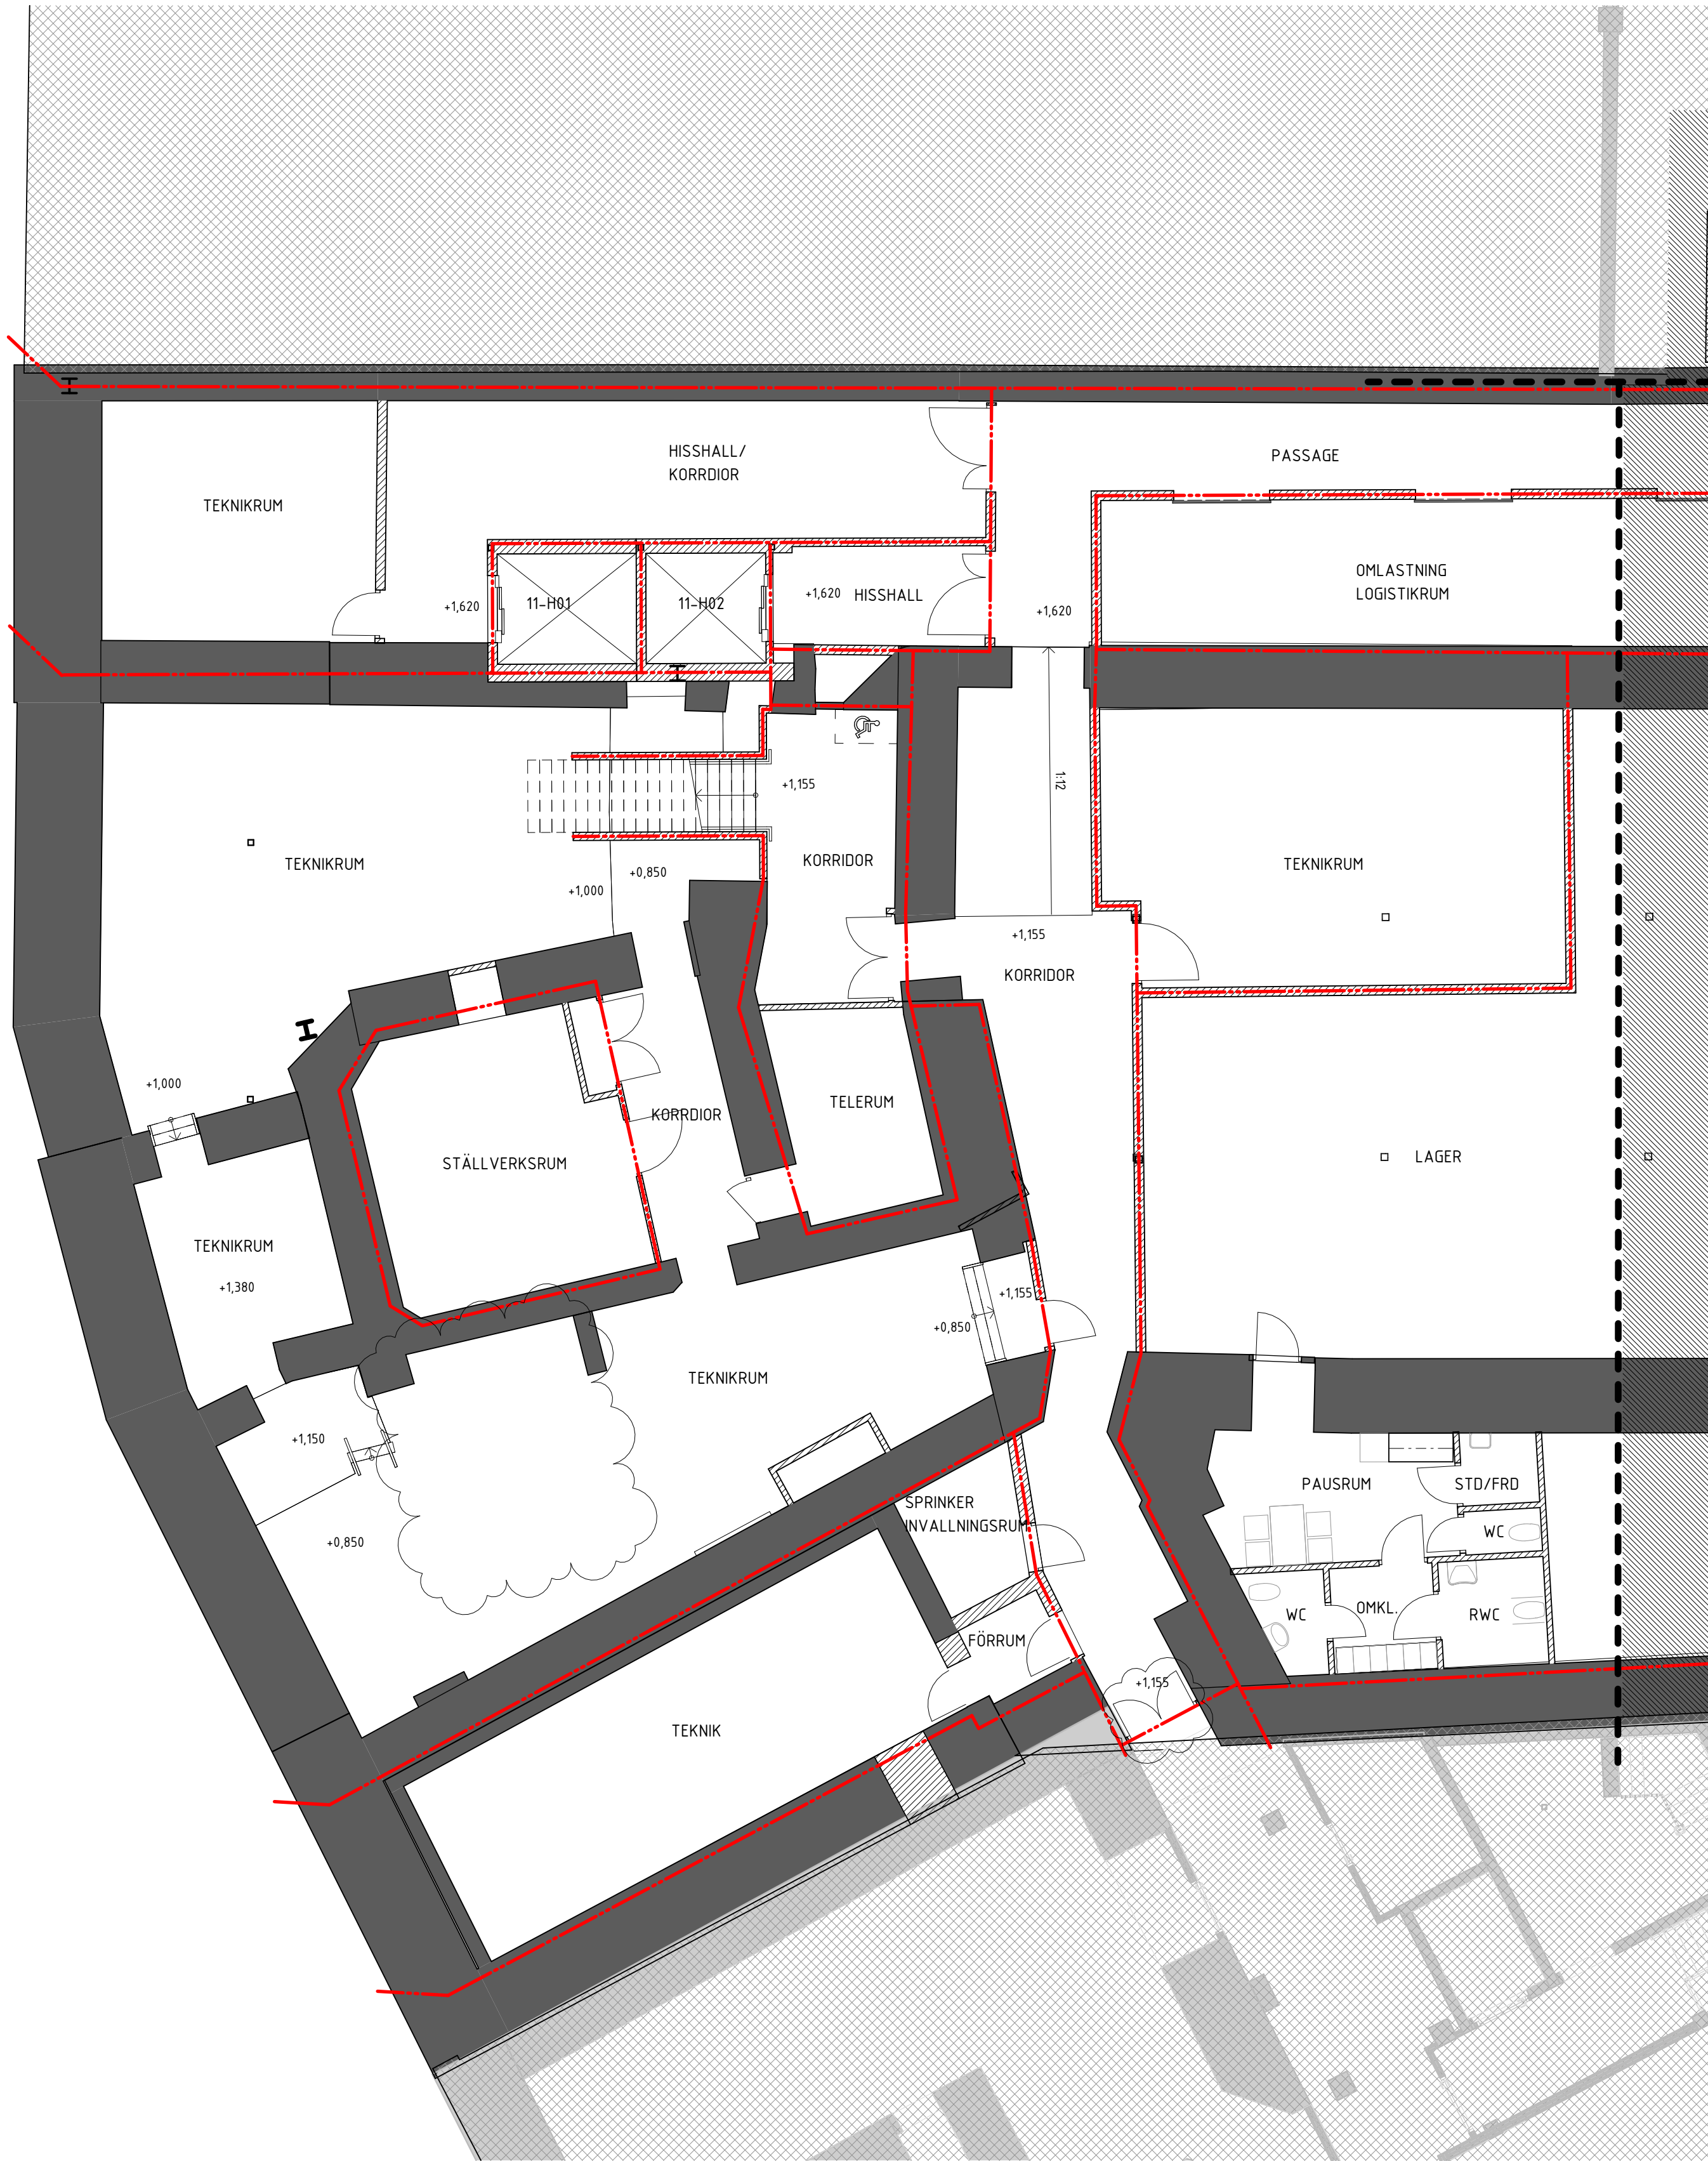 HISSHALL/
KORRDIOR
PASSAGE
TEKNIKRUM
OMLASTNING
LOGISTIKRUM
+1,620
11-H01
11-H02
+1,620
HISSHALL
+1,620
1:12
+1,155
KORRIDOR
TEKNIKRUM
TEKNIKRUM
+0,850
+1,000
+1,155
KORRIDOR
+1,000
TELERUM
KORRDIOR
STÄLLVERKSRUM
LAGER
TEKNIKRUM
+1,380
+1,155
+0,850
TEKNIKRUM
+1,150
PAUSRUM
STD/FRD
SPRINKER
INVALLNINGSRUM
WC
+0,850
WC
OMKL.
RWC
FÖRRUM
+1,155
TEKNIK